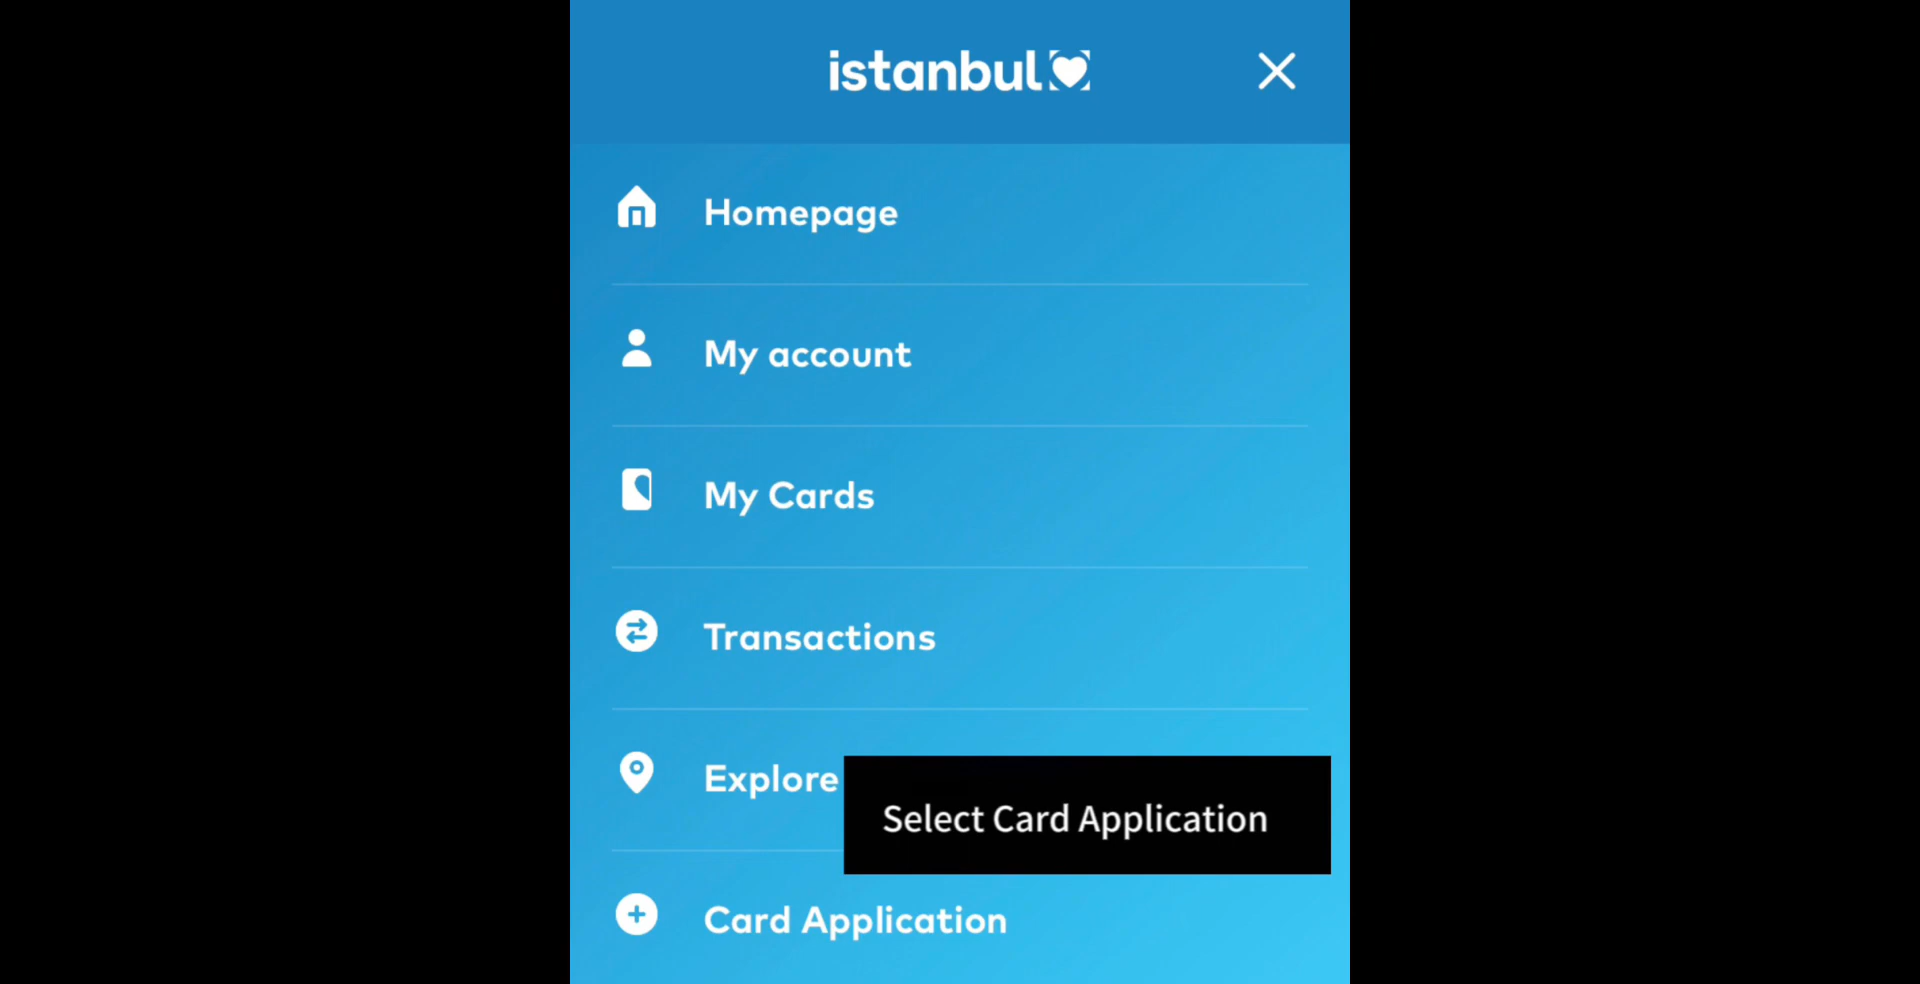 istanbul
Homepage
My account
My Cards
Transactions
Explore
Select Card Application
Card Application